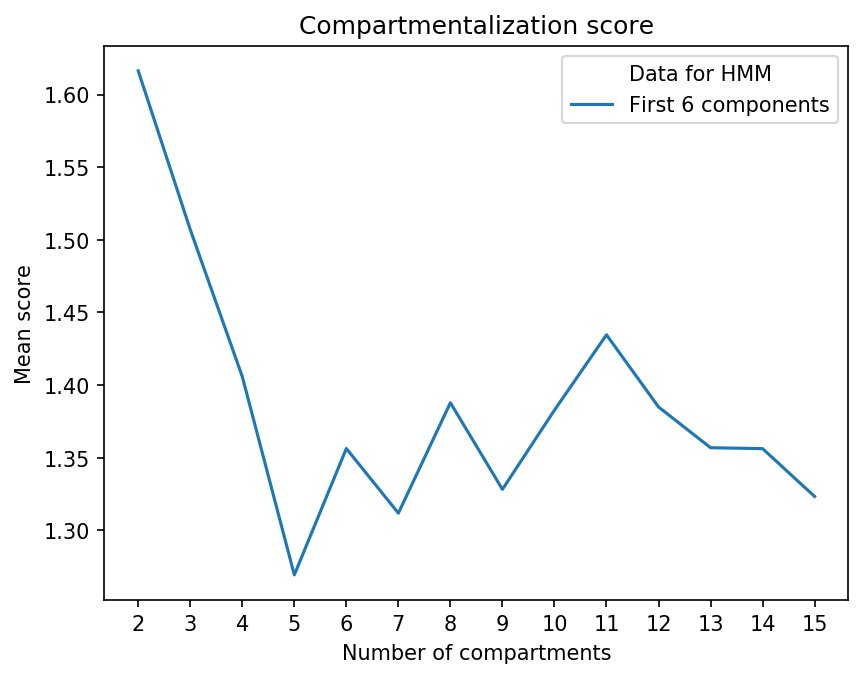 Compartmentalization score
Data for HMM
First 6 components
Mean score
1.60
1.55
1.50
1.45
1.40
1.35
1.30
2 3 4 5 6 7 8 9 10 11 12 13 14 15
Number of compartments